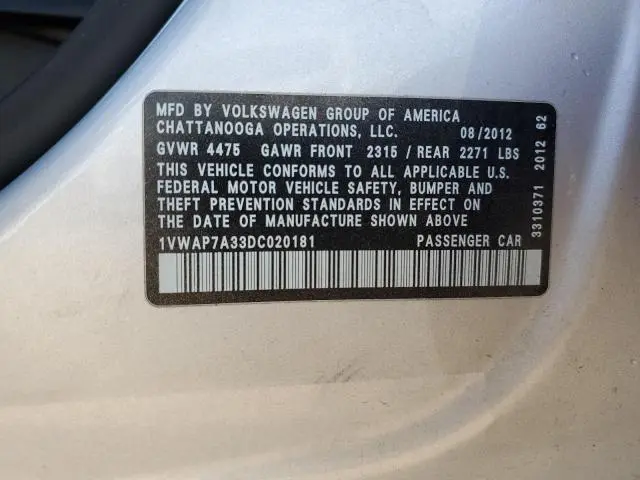 MFD BY VOLKSWAGEN GROUP OF AMERICA
CHATTANOOGA OPERATIONS, LLC. 08/2012
GVWR 4475 GAWR FRONT 2315/REAR 2271 LBS
THIS VEHICLE CONFORMS TO ALL APPLICABLE U.S.
FEDERAL MOTOR VEHICLE SAFETY, BUMPER AND
THEFT PREVENTION STANDARDS IN EFFECT ON
THE DATE OF MANUFACTURE SHOWN ABOVE
1VWAP7A33DC020181 PASSENGER CAR
3310371 2012 62